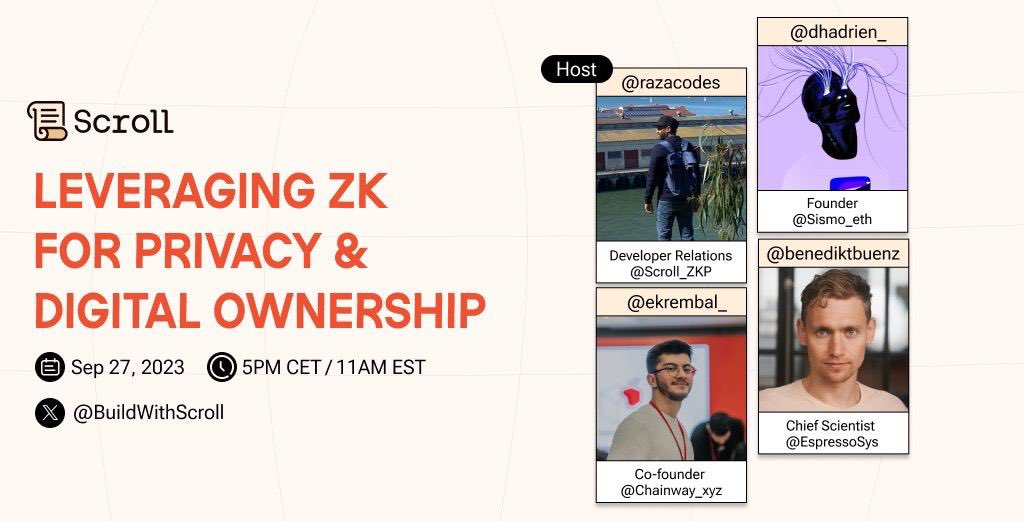 Scroll
LEVERAGING ZK
FOR PRIVACY &
DIGITAL OWNERSHIP
Sep 27, 2023 5PM CET / 11AM EST
@BuildWithScroll
Host
@razacodes
Developer Relations
@Scroll_ZKP
@ekrembal_
Co-founder
@Chainway_xyz
@dhadrien_
Founder
@Sismo_eth
@benediktbuenz
Chief Scientist
@EspressoSys